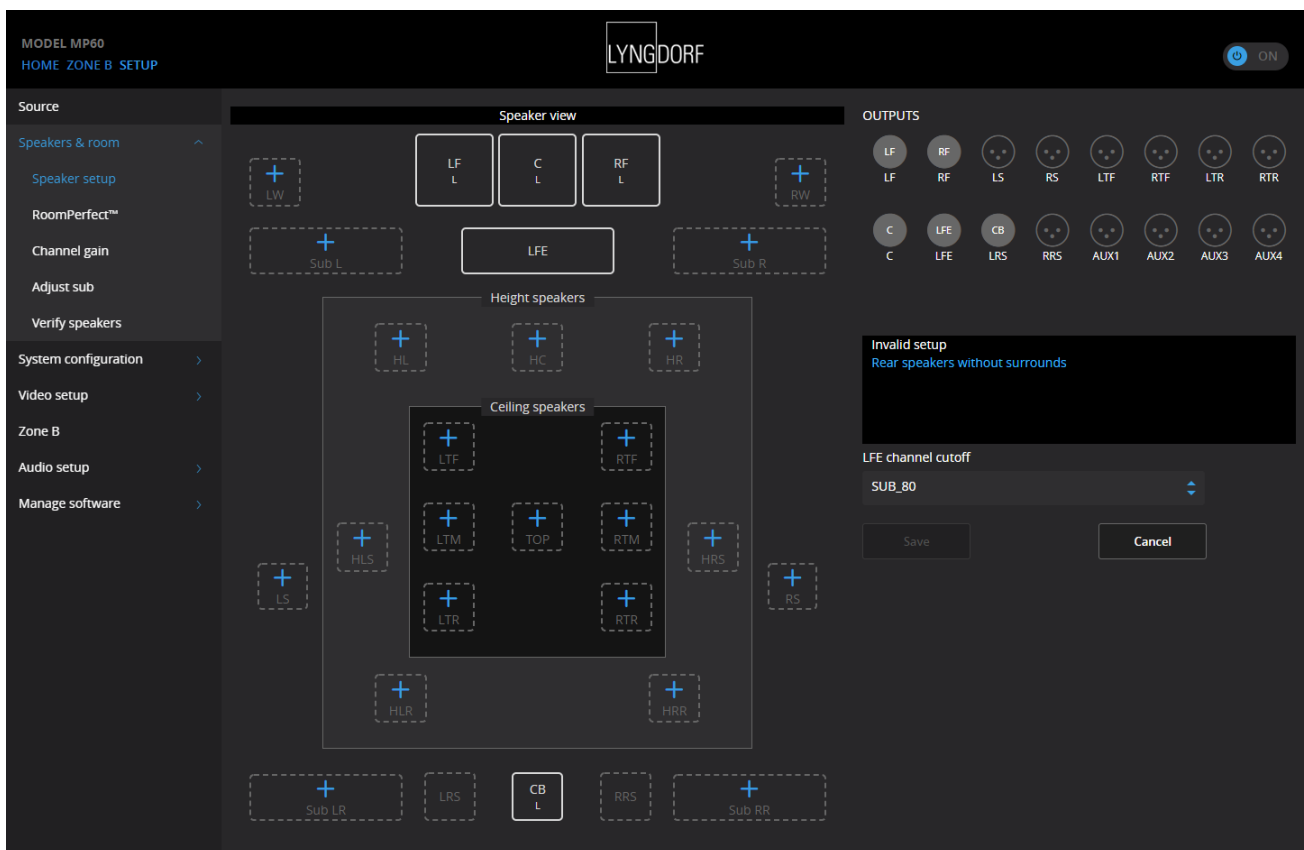 MODEL MP60
HOME ZONE B SETUP
LYNGDORF
ON
Source
Speakers & room
Speaker setup
RoomPerfect™
Channel gain
Adjust sub
Verify speakers
System configuration
Video setup
Zone B
Audio setup
Manage software
Speaker view
LF C RF
L L L
LW RW
Sub L LFE Sub R
Height speakers
HL HC HR
Ceiling speakers
LTF RTF
LTM TOP RTM
HLS HRS
LS RS
LTR RTR
HLR HRR
CB
L
LRS RRS
Sub LR Sub RR
OUTPUTS
LF RF
LF RF LS RS LTF RTF LTR RTR
C LFE CB
C LFE LRS RRS AUX1 AUX2 AUX3 AUX4
Invalid setup
Rear speakers without surrounds
LFE channel cutoff
SUB_80
Save Cancel